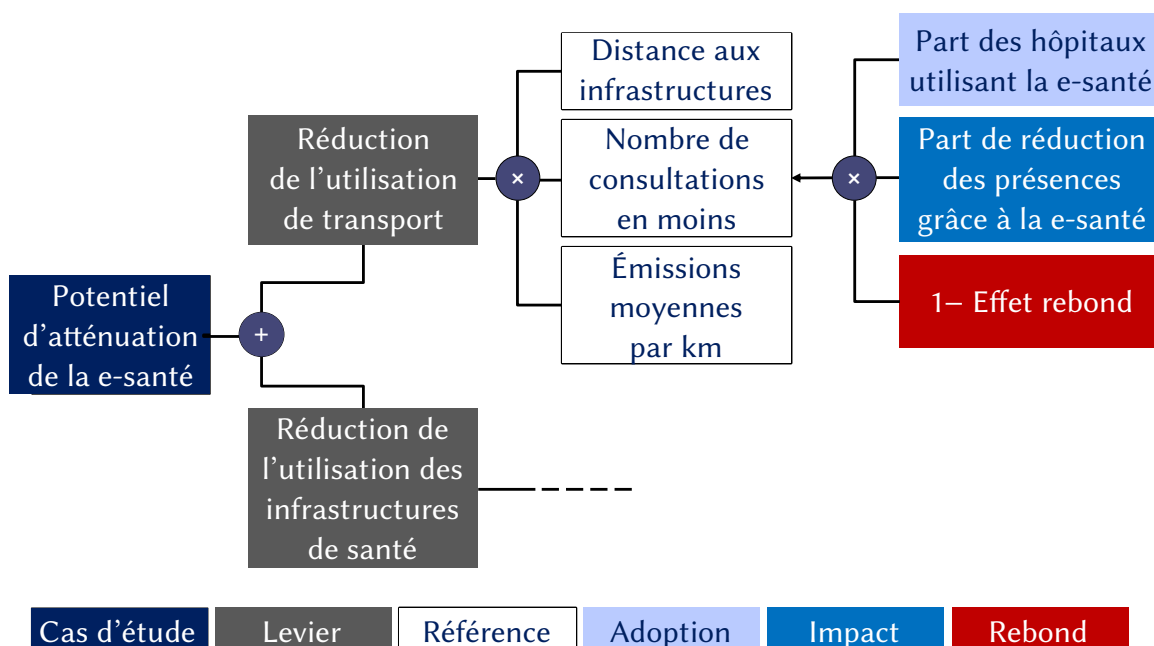 Distance aux
infrastructures
Part des hôpitaux
utilisant la e-santé
Réduction
de l'utilisation
de transport
×
Nombre de
consultations
en moins
×
Part de réduction
des présences
grâce à la e-santé
Émissions
moyennes
par km
1– Effet rebond
Potentiel
d'atténuation
de la e-santé
+
Réduction de
l'utilisation des
infrastructures
de santé
Cas d'étude
Levier
Référence
Adoption
Impact
Rebond